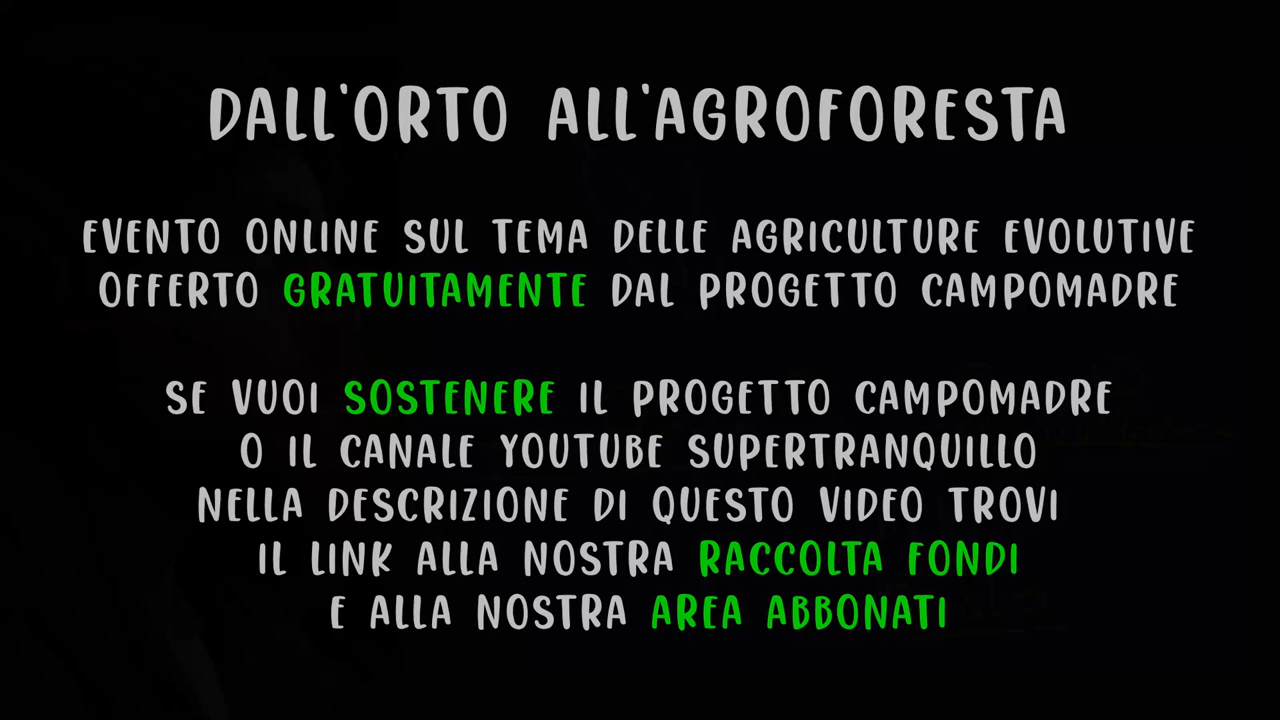 DALL'ORTO ALL'AGROFORESTA
EVENTO ONLINE SUL TEMA DELLE AGRICULTURE EVOLUTIVE
OFFERTO GRATUITAMENTE DAL PROGETTO CAMPOMADRE
SE VUOI SOSTENERE IL PROGETTO CAMPOMADRE
O IL CANALE YOUTUBE SUPERTRANQUILLO
NELLA DESCRIZIONE DI QUESTO VIDEO TROVI
IL LINK ALLA NOSTRA RACCOLTA FONDI
E ALLA NOSTRA AREA ABBONATI